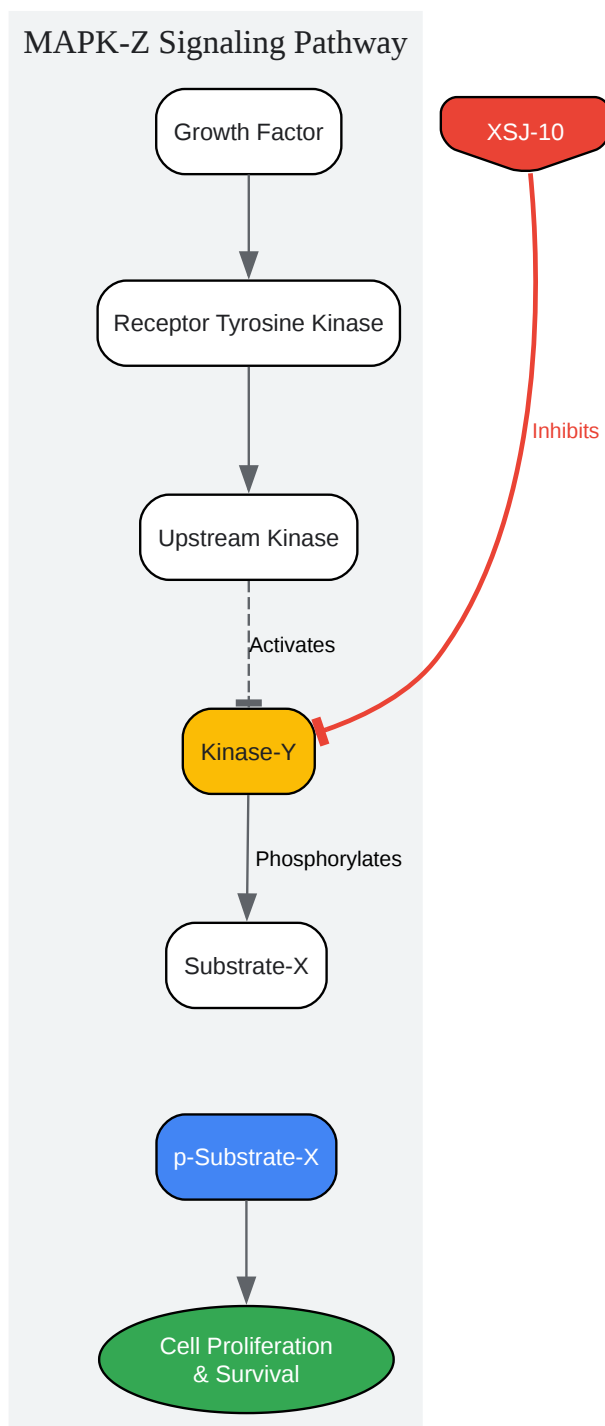 MAPK-Z Signaling Pathway
Growth Factor
XSJ-10
Receptor Tyrosine Kinase
Inhibits
Upstream Kinase
Activates
Kinase-Y
Phosphorylates
Substrate-X
p-Substrate-X
Cell Proliferation
& Survival